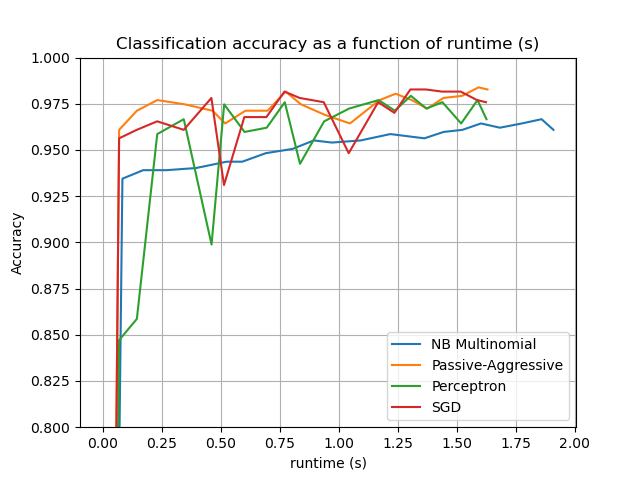 Classification accuracy as a function of runtime (s)
1.000
0.975
0.950
0.925
0.900
0.875
0.850
0.825
0.800
Accuracy
NB Multinomial
Passive-Aggressive
Perceptron
SGD
0.00 0.25 0.50 0.75 1.00 1.25 1.50 1.75 2.00
runtime (s)